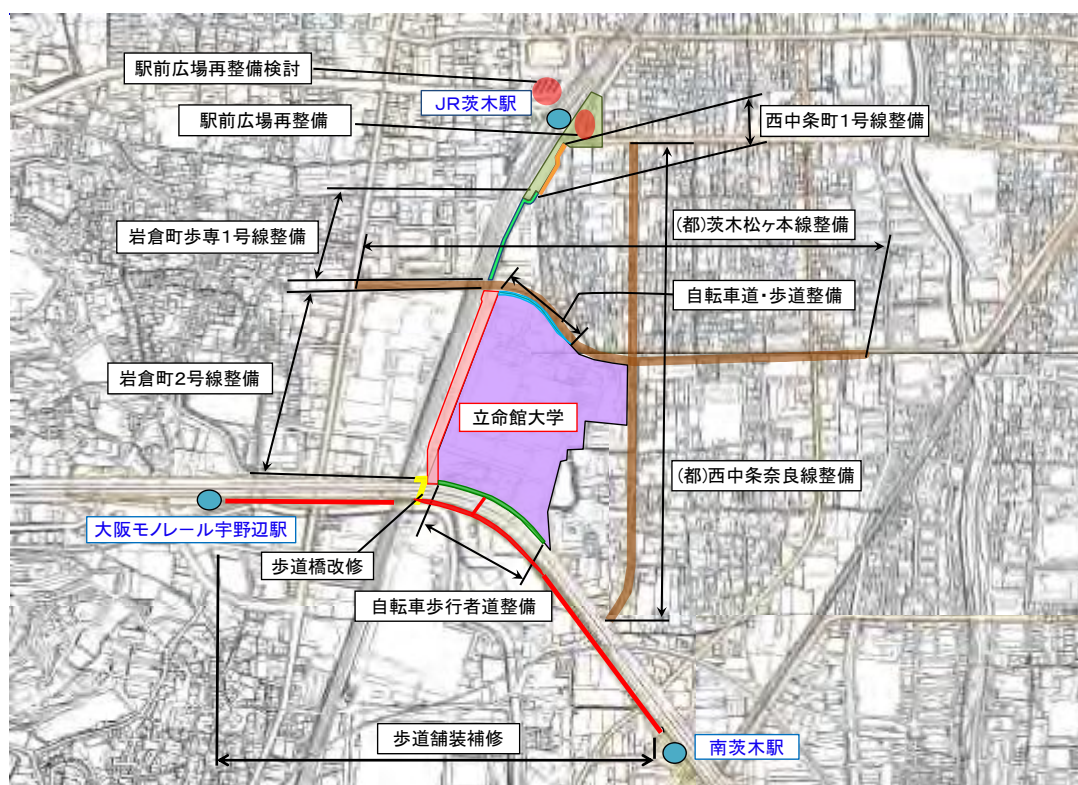 駅前広場再整備検討
JR茨木駅
駅前広場再整備
西中条町1号線整備
岩倉町歩専1号線整備
(都)茨木松ヶ本線整備
自転車道・歩道整備
岩倉町2号線整備
立命館大学
(都)西中条奈良線整備
大阪モノレール宇野辺駅
歩道橋改修
自転車歩行者道整備
歩道舗装補修
南茨木駅